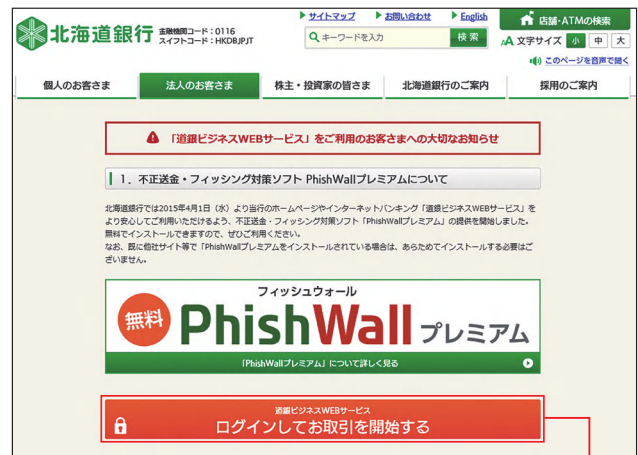 北海道銀行
金融機関コード：0116
スイフトコード：HKDBJPJT
サイトマップ お問い合わせ English
キーワードを入力 検索
店舗・ATMの検索
AA 文字サイズ 小 中 大
このページを音声で聞く
個人のお客さま 法人のお客さま 株主・投資家の皆さま 北海道銀行のご案内 採用のご案内
「道銀ビジネスWEBサービス」をご利用のお客さまへの大切なお知らせ
1．不正送金・フィッシング対策ソフト PhishWallプレミアムについて
北海道銀行では2015年4月1日（水）より当行のホームページやインターネットバンキング「道銀ビジネスWEBサービス」を
より安心してご利用いただけるよう、不正送金・フィッシング対策ソフト「PhishWallプレミアム」の提供を開始しました。
無料でインストールできますので、ぜひご利用ください。
なお、既に他社サイト等で「PhishWallプレミアムをインストールされている場合は、あらためてインストールする必要はご
ざいません。
フィッシュウォール
無料 PhishWall プレミアム
「PhishWallプレミアム」について詳しく見る
道銀ビジネスWEBサービス
ログインしてお取引を開始する